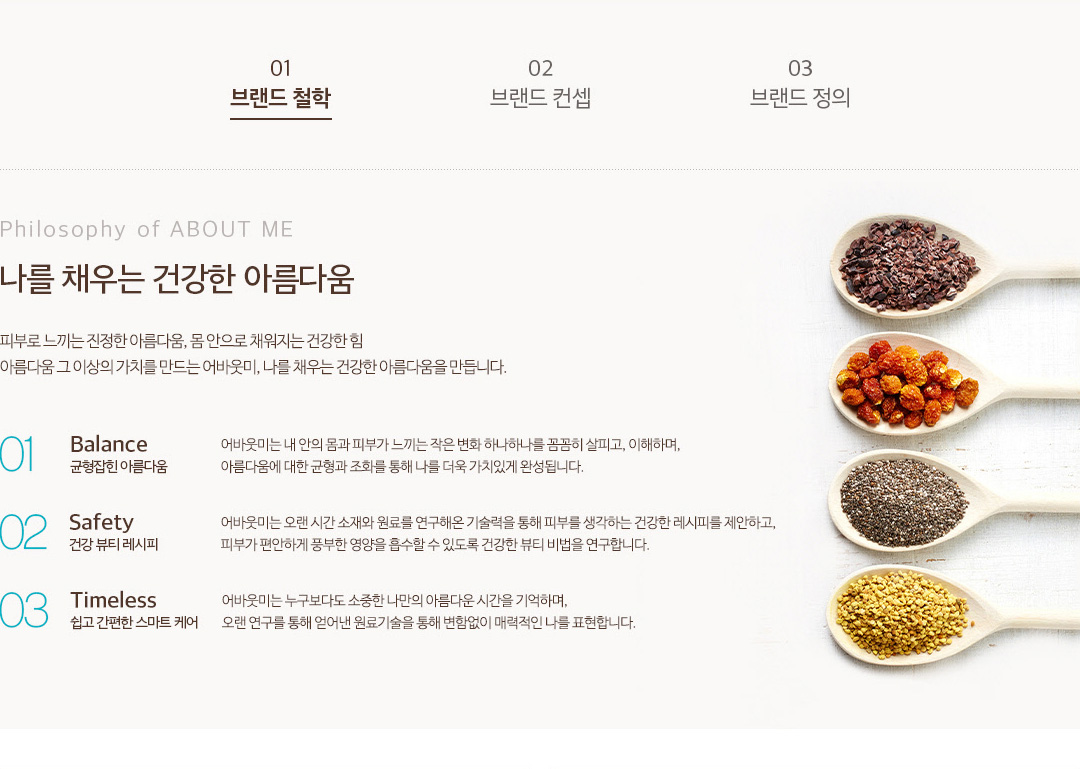 01
브랜드 철학
02
브랜드 컨셉
03
브랜드 정의
Philosophy of ABOUT ME
나를 채우는 건강한 아름다움
피부로 느끼는 진정한 아름다움, 몸 안으로 채워지는 건강한 힘
아름다움 그 이상의 가치를 만드는 어바웃미, 나를 채우는 건강한 아름다움을 만듭니다.
01
Balance
균형잡힌 아름다움
어바웃미는 내 안의 몸과 피부가 느끼는 작은 변화 하나하나를 꼼꼼히 살피고, 이해하며,
아름다움에 대한 균형과 조화를 통해 나를 더욱 가치있게 완성됩니다.
02
Safety
건강 뷰티 레시피
어바웃미는 오랜 시간 소재와 원료를 연구해온 기술력을 통해 피부를 생각하는 건강한 레시피를 제안하고,
피부가 편안하게 풍부한 영양을 흡수할 수 있도록 건강한 뷰티 비법을 연구합니다.
03
Timeless
쉽고 간편한 스마트 케어
어바웃미는 누구보다도 소중한 나만의 아름다운 시간을 기억하며,
오랜 연구를 통해 얻어낸 원료기술을 통해 변함없이 매력적인 나를 표현합니다.